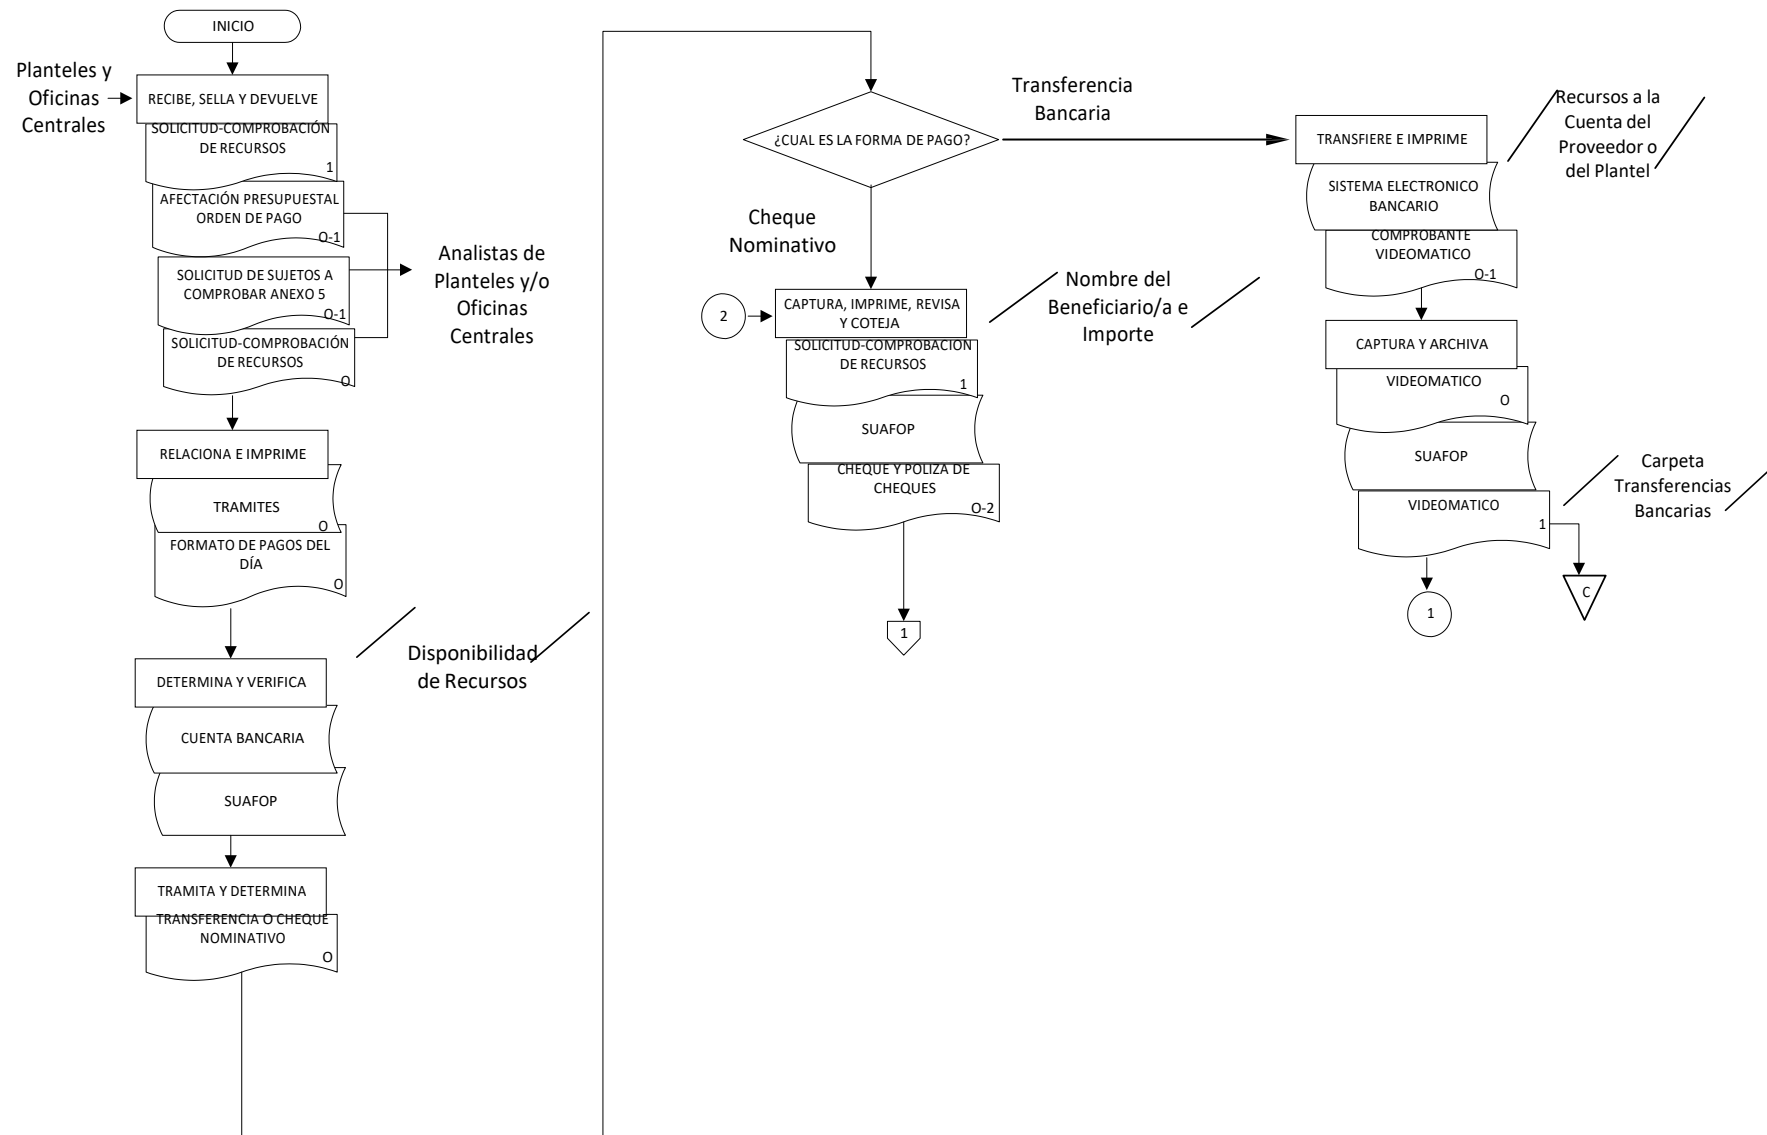 INICIO
Planteles y
Oficinas
Centrales
RECIBE, SELLA Y DEVUELVE
SOLICITUD-COMPROBACIÓN
DE RECURSOS
1
AFECTACIÓN PRESUPUESTAL
ORDEN DE PAGO
O-1
SOLICITUD DE SUJETOS A
COMPROBAR ANEXO 5
O-1
SOLICITUD-COMPROBACIÓN
DE RECURSOS
O
Analistas de
Planteles y/o
Oficinas
Centrales
RELACIONA E IMPRIME
TRAMITES
O
FORMATO DE PAGOS DEL
DÍA
O
Disponibilidad
de Recursos
DETERMINA Y VERIFICA
CUENTA BANCARIA
SUAFOP
TRAMITA Y DETERMINA
TRANSFERENCIA O CHEQUE
NOMINATIVO
O
¿CUAL ES LA FORMA DE PAGO?
Transferencia
Bancaria
Cheque
Nominativo
2
CAPTURA, IMPRIME, REVISA
Y COTEJA
Nombre del
Beneficiario/a e
Importe
SOLICITUD-COMPROBACION
DE RECURSOS
1
SUAFOP
CHEQUE Y POLIZA DE
CHEQUES
O-2
1
TRANSFIERE E IMPRIME
Recursos a la
Cuenta del
Proveedor o
del Plantel
SISTEMA ELECTRONICO
BANCARIO
COMPROBANTE
VIDEOMATICO
O-1
CAPTURA Y ARCHIVA
VIDEOMATICO
O
SUAFOP
VIDEOMATICO
1
Carpeta
Transferencias
Bancarias
C
1